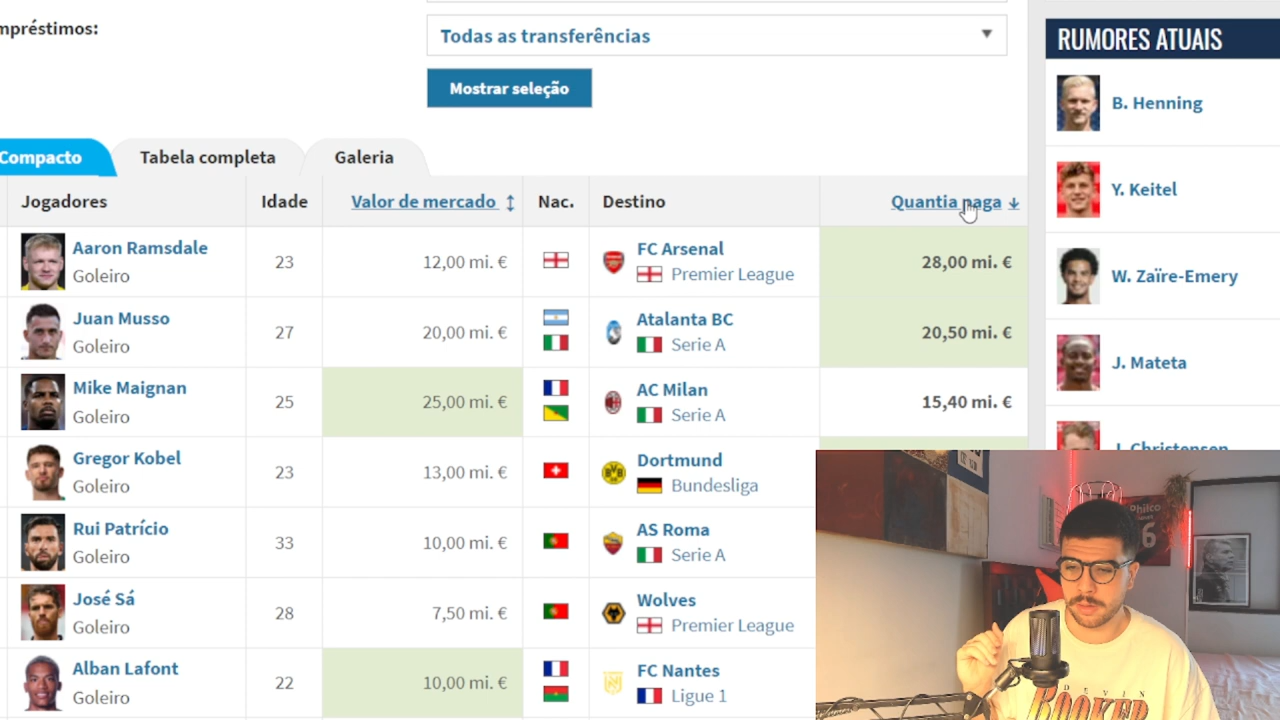 mpréstimos:
Todas as transferências
Mostrar seleção
Compacto
Tabela completa
Galeria
Jogadores Idade Valor de mercado Nac. Destino Quantia paga
Aaron Ramsdale
Goleiro
23
12,00 mi. €
FC Arsenal
Premier League
28,00 mi. €
Juan Musso
Goleiro
27
20,00 mi. €
Atalanta BC
Serie A
20,50 mi. €
Mike Maignan
Goleiro
25
25,00 mi. €
AC Milan
Serie A
15,40 mi. €
Gregor Kobel
Goleiro
23
13,00 mi. €
Dortmund
Bundesliga
Rui Patrício
Goleiro
33
10,00 mi. €
AS Roma
Serie A
José Sá
Goleiro
28
7,50 mi. €
Wolves
Premier League
Alban Lafont
Goleiro
22
10,00 mi. €
FC Nantes
Ligue 1
RUMORES ATUAIS
B. Henning
Y. Keitel
W. Zaïre-Emery
J. Mateta
J. Christensen
Philco
6
DEVIN
BOOKER